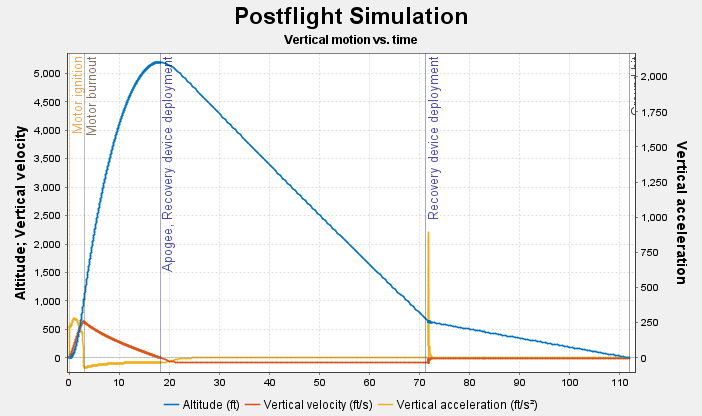 Postflight Simulation
Vertical motion vs. time
Altitude; Vertical velocity
5,000
4,500
4,000
3,500
3,000
2,500
2,000
1,500
1,000
500
0
Motor ignition
Motor burnout
Apogee, Recovery device deployment
Recovery device deployment
2,000
1,750
1,500
1,250
1,000
750
500
250
0
Vertical acceleration
0 10 20 30 40 50 60 70 80 90 100 110
Altitude (ft) Vertical velocity (ft/s) Vertical acceleration (ft/s²)